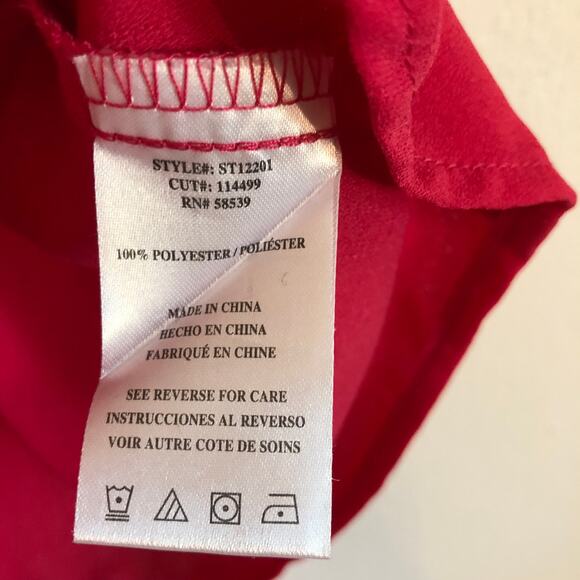 STYLE#: ST12201
CUT#: 114499
RN# 58539
100% POLYESTER / POLIÉSTER
MADE IN CHINA
HECHO EN CHINA
FABRIQUÉ EN CHINE
SEE REVERSE FOR CARE
INSTRUCCIONES AL REVERSO
VOIR AUTRE COTE DE SOINS